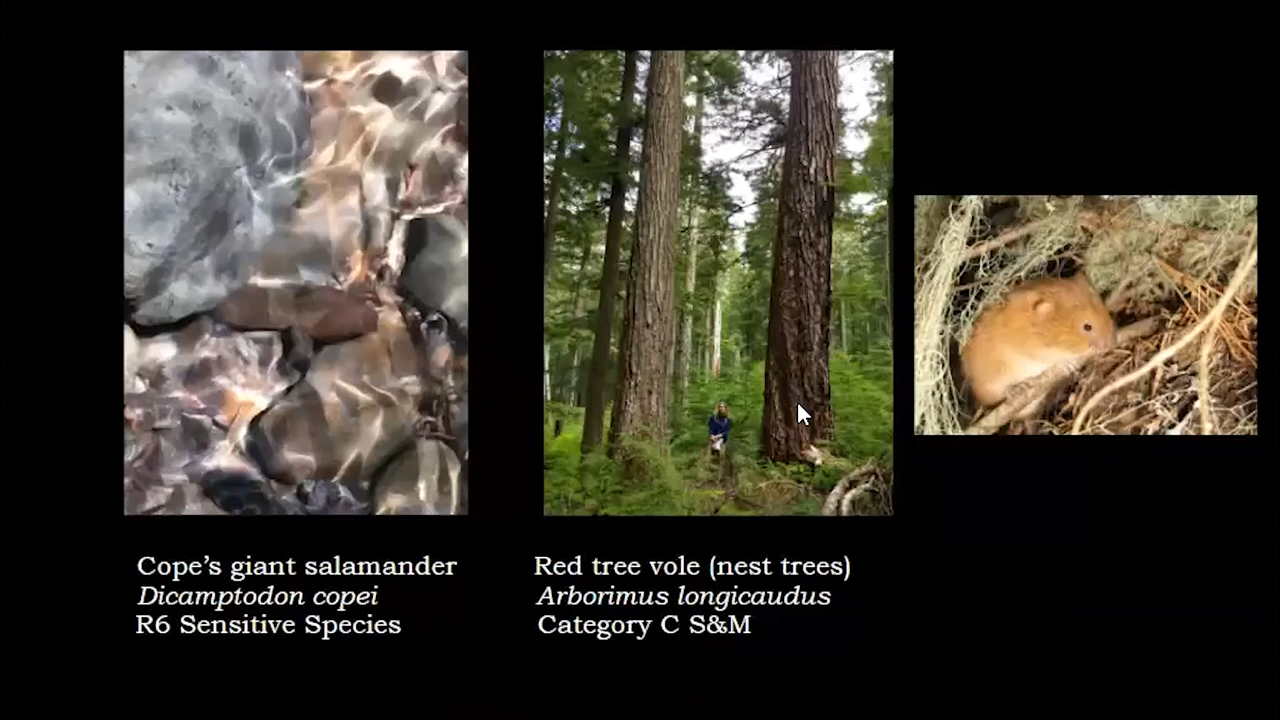 Cope’s giant salamander
Dicamptodon copei
R6 Sensitive Species
Red tree vole (nest trees)
Arborimus longicaudus
Category C S&M